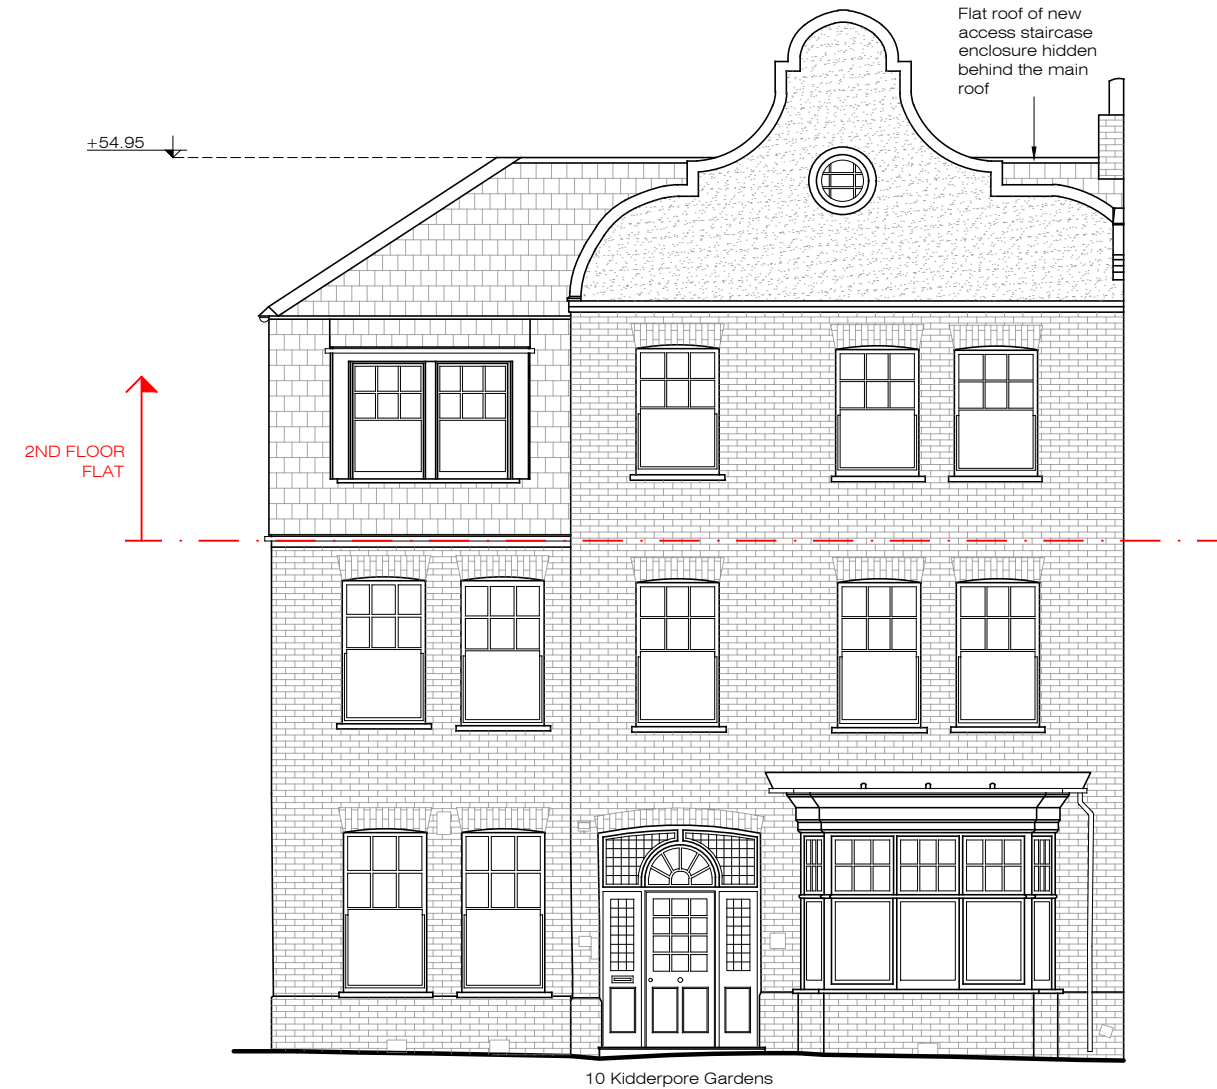 Flat roof of new
access staircase
enclosure hidden
behind the main
roof
+54.95
2ND FLOOR
FLAT
10 Kidderpore Gardens